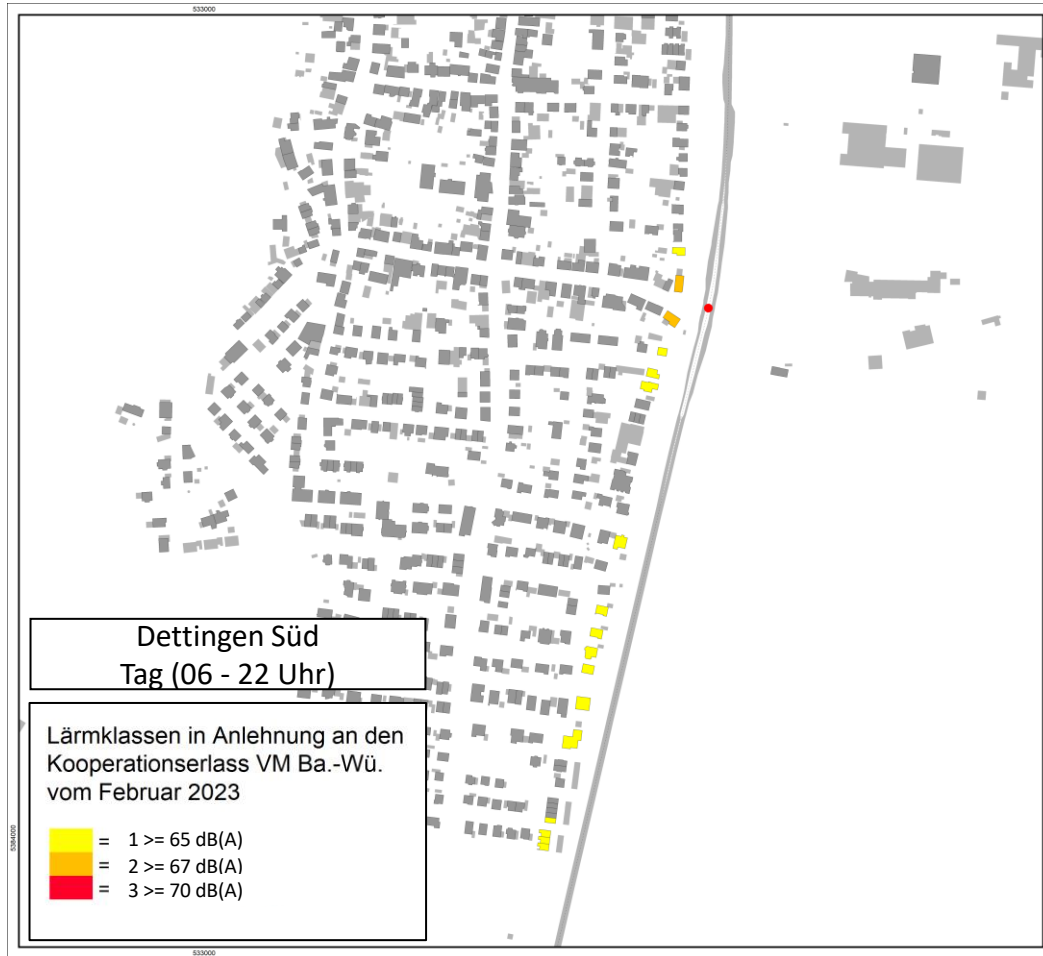 533000
Dettingen Süd
Tag (06 - 22 Uhr)
Lärmklassen in Anlehnung an den
Kooperationserlass VM Ba.-Wü.
vom Februar 2023
= 1 >= 65 dB(A)
= 2 >= 67 dB(A)
= 3 >= 70 dB(A)
5384000
533000